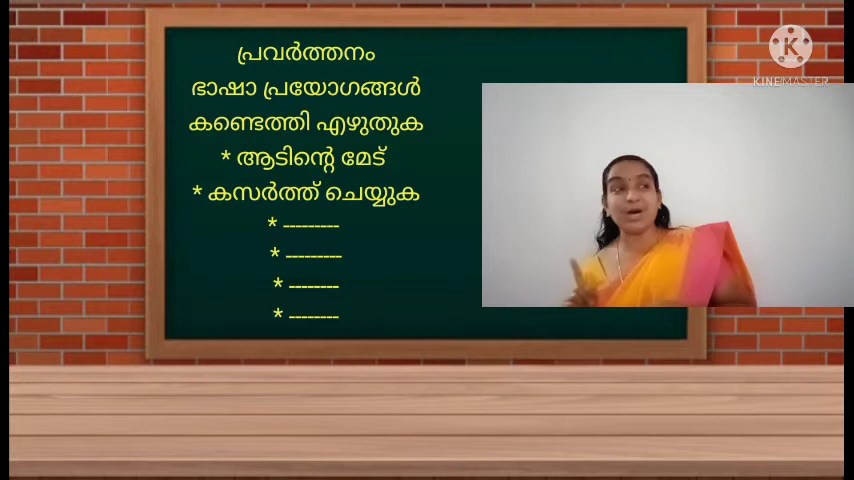 പ്രവർത്തനം
ഭാഷാ പ്രയോഗങ്ങൾ
കണ്ടെത്തി എഴുതുക
* ആടിന്റെ മേട്
* കസർത്ത് ചെയ്യുക
* ---------
* ---------
* --------
* --------
K
KINEMASTER